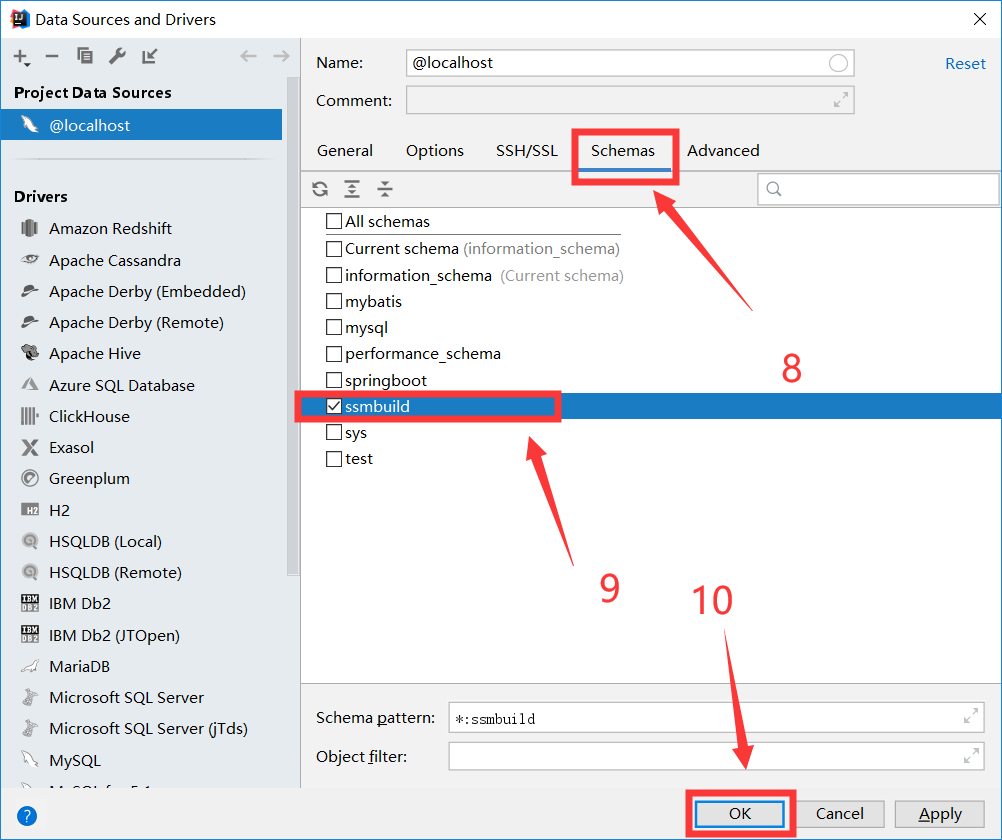 Data Sources and Drivers
Project Data Sources
@localhost
Drivers
Amazon Redshift
Apache Cassandra
Apache Derby (Embedded)
Apache Derby (Remote)
Apache Hive
Azure SQL Database
ClickHouse
Exasol
Greenplum
H2
HSQLDB (Local)
HSQLDB (Remote)
IBM Db2
IBM Db2 (JTOpen)
MariaDB
Microsoft SQL Server
Microsoft SQL Server (jTds)
MySQL
Name: @localhost Reset
Comment:
General Options SSH/SSL Schemas Advanced
All schemas
Current schema (information_schema)
information_schema (Current schema)
mybatis
mysql
performance_schema
springboot
ssmbuild
sys
test
8
9
10
Schema pattern: *:ssmbuild
Object filter:
? OK Cancel Apply